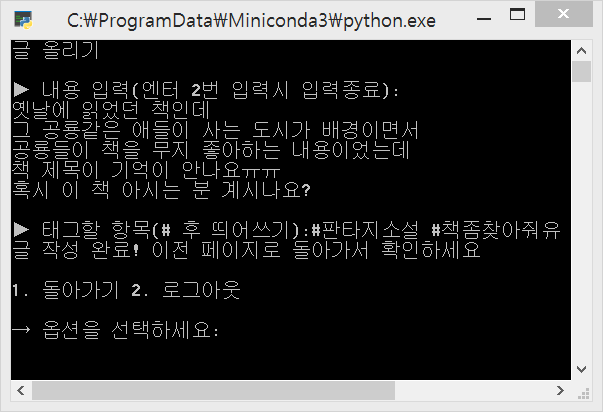 C:₩ProgramData₩Miniconda3₩python.exe
글 올리기
▶ 내용 입력(엔터 2번 입력시 입력종료):
옛날에 읽었던 책인데
그 공룡같은 애들이 사는 도시가 배경이면서
공룡들이 책을 무지 좋아하는 내용이었는데
책 제목이 기억이 안나요ㅠㅠ
혹시 이 책 아시는 분 계시나요?
▶ 태그할 항목(# 후 띄어쓰기):#판타지소설 #책좀찾아줘유
글 작성 완료! 이전 페이지로 돌아가서 확인하세요
1. 돌아가기 2. 로그아웃
→ 옵션을 선택하세요: